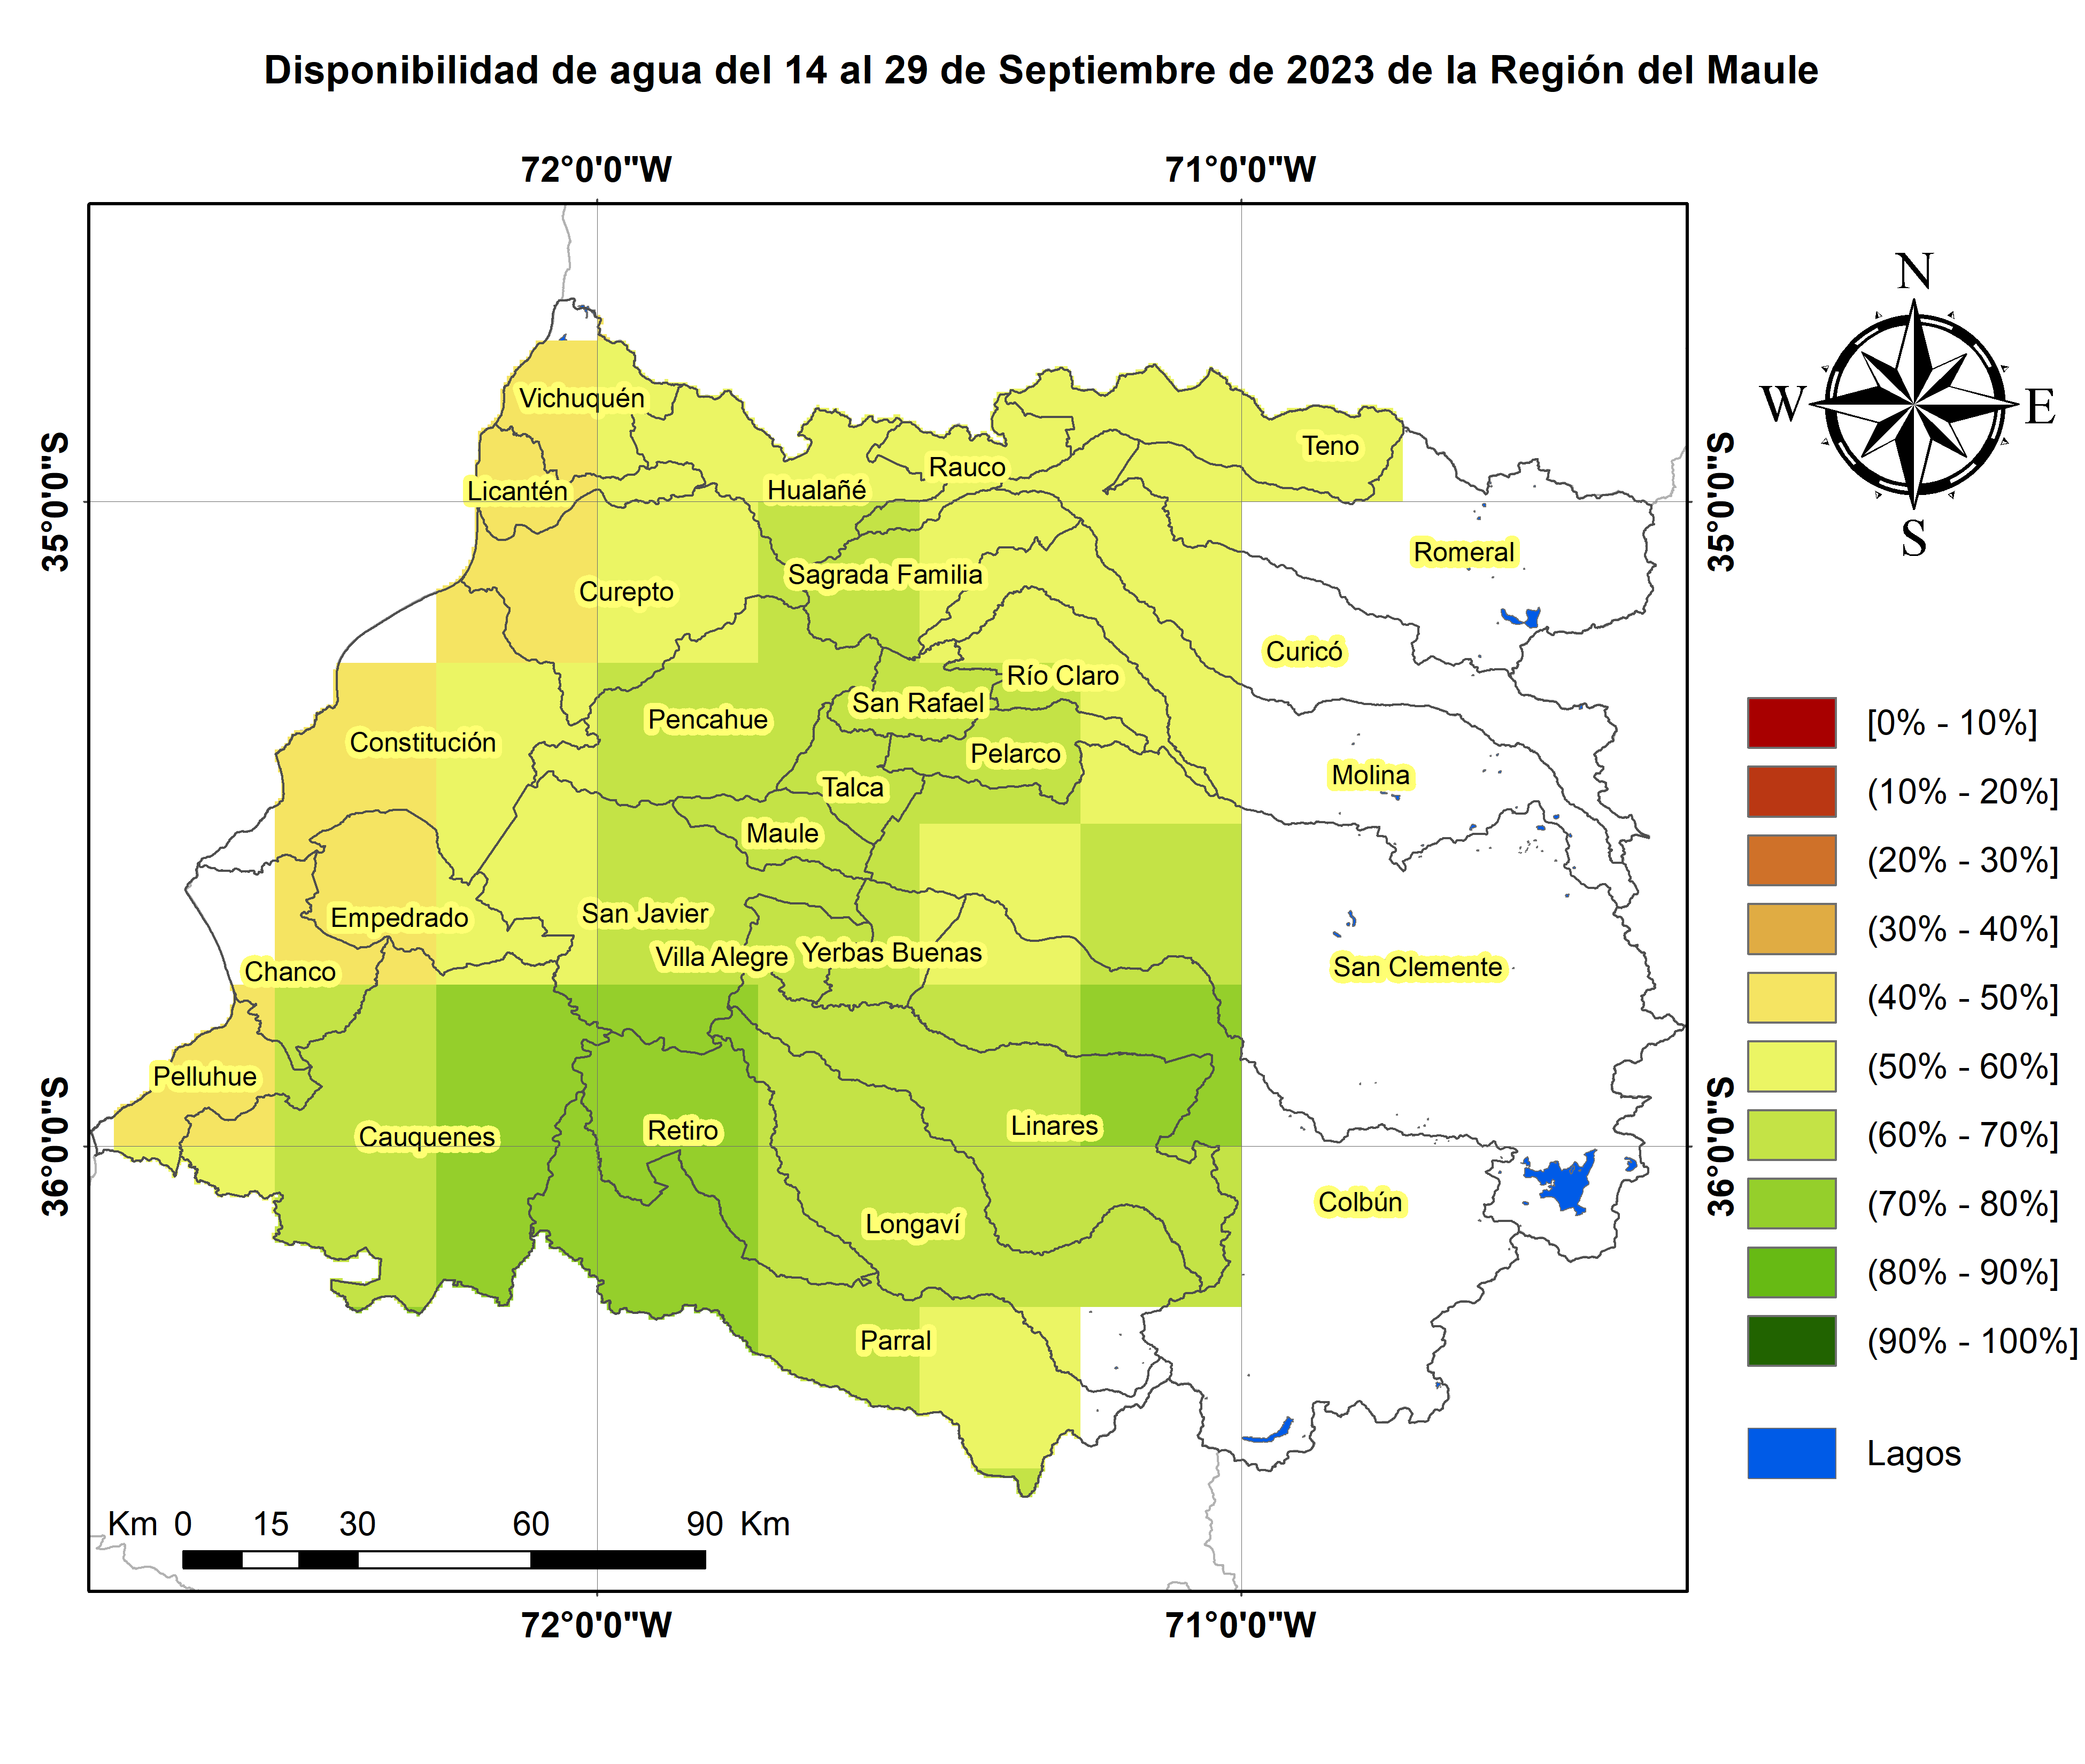 Disponibilidad de agua del 14 al 29 de Septiembre de 2023 de la Región del Maule
72°0'0"W
71°0'0"W
35°0'0"S
35°0'0"S
36°0'0"S
36°0'0"S
N
W
E
S
Vichuquén
Teno
Rauco
Hualañé
Licantén
Romeral
Sagrada Familia
Curepto
Curicó
Río Claro
San Rafael
Pencahue
Constitución
Pelarco
Molina
Talca
Maule
San Javier
Empedrado
Villa Alegre
Yerbas Buenas
San Clemente
Chanco
Pelluhue
Linares
Retiro
Cauquenes
Colbún
Longaví
Parral
[0% - 10%]
(10% - 20%]
(20% - 30%]
(30% - 40%]
(40% - 50%]
(50% - 60%]
(60% - 70%]
(70% - 80%]
(80% - 90%]
(90% - 100%]
Lagos
Km 0 15 30 60 90 Km
72°0'0"W
71°0'0"W